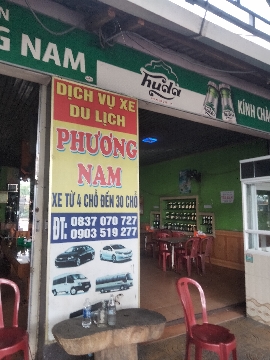 NAM
Huda
KÍNH CHÀ
DỊCH VỤ XE
DU LỊCH
PHƯƠNG
NAM
XE TỪ 4 CHỖ ĐẾN 30 CHỖ
ĐT: 0837 070 727
0903 519 277